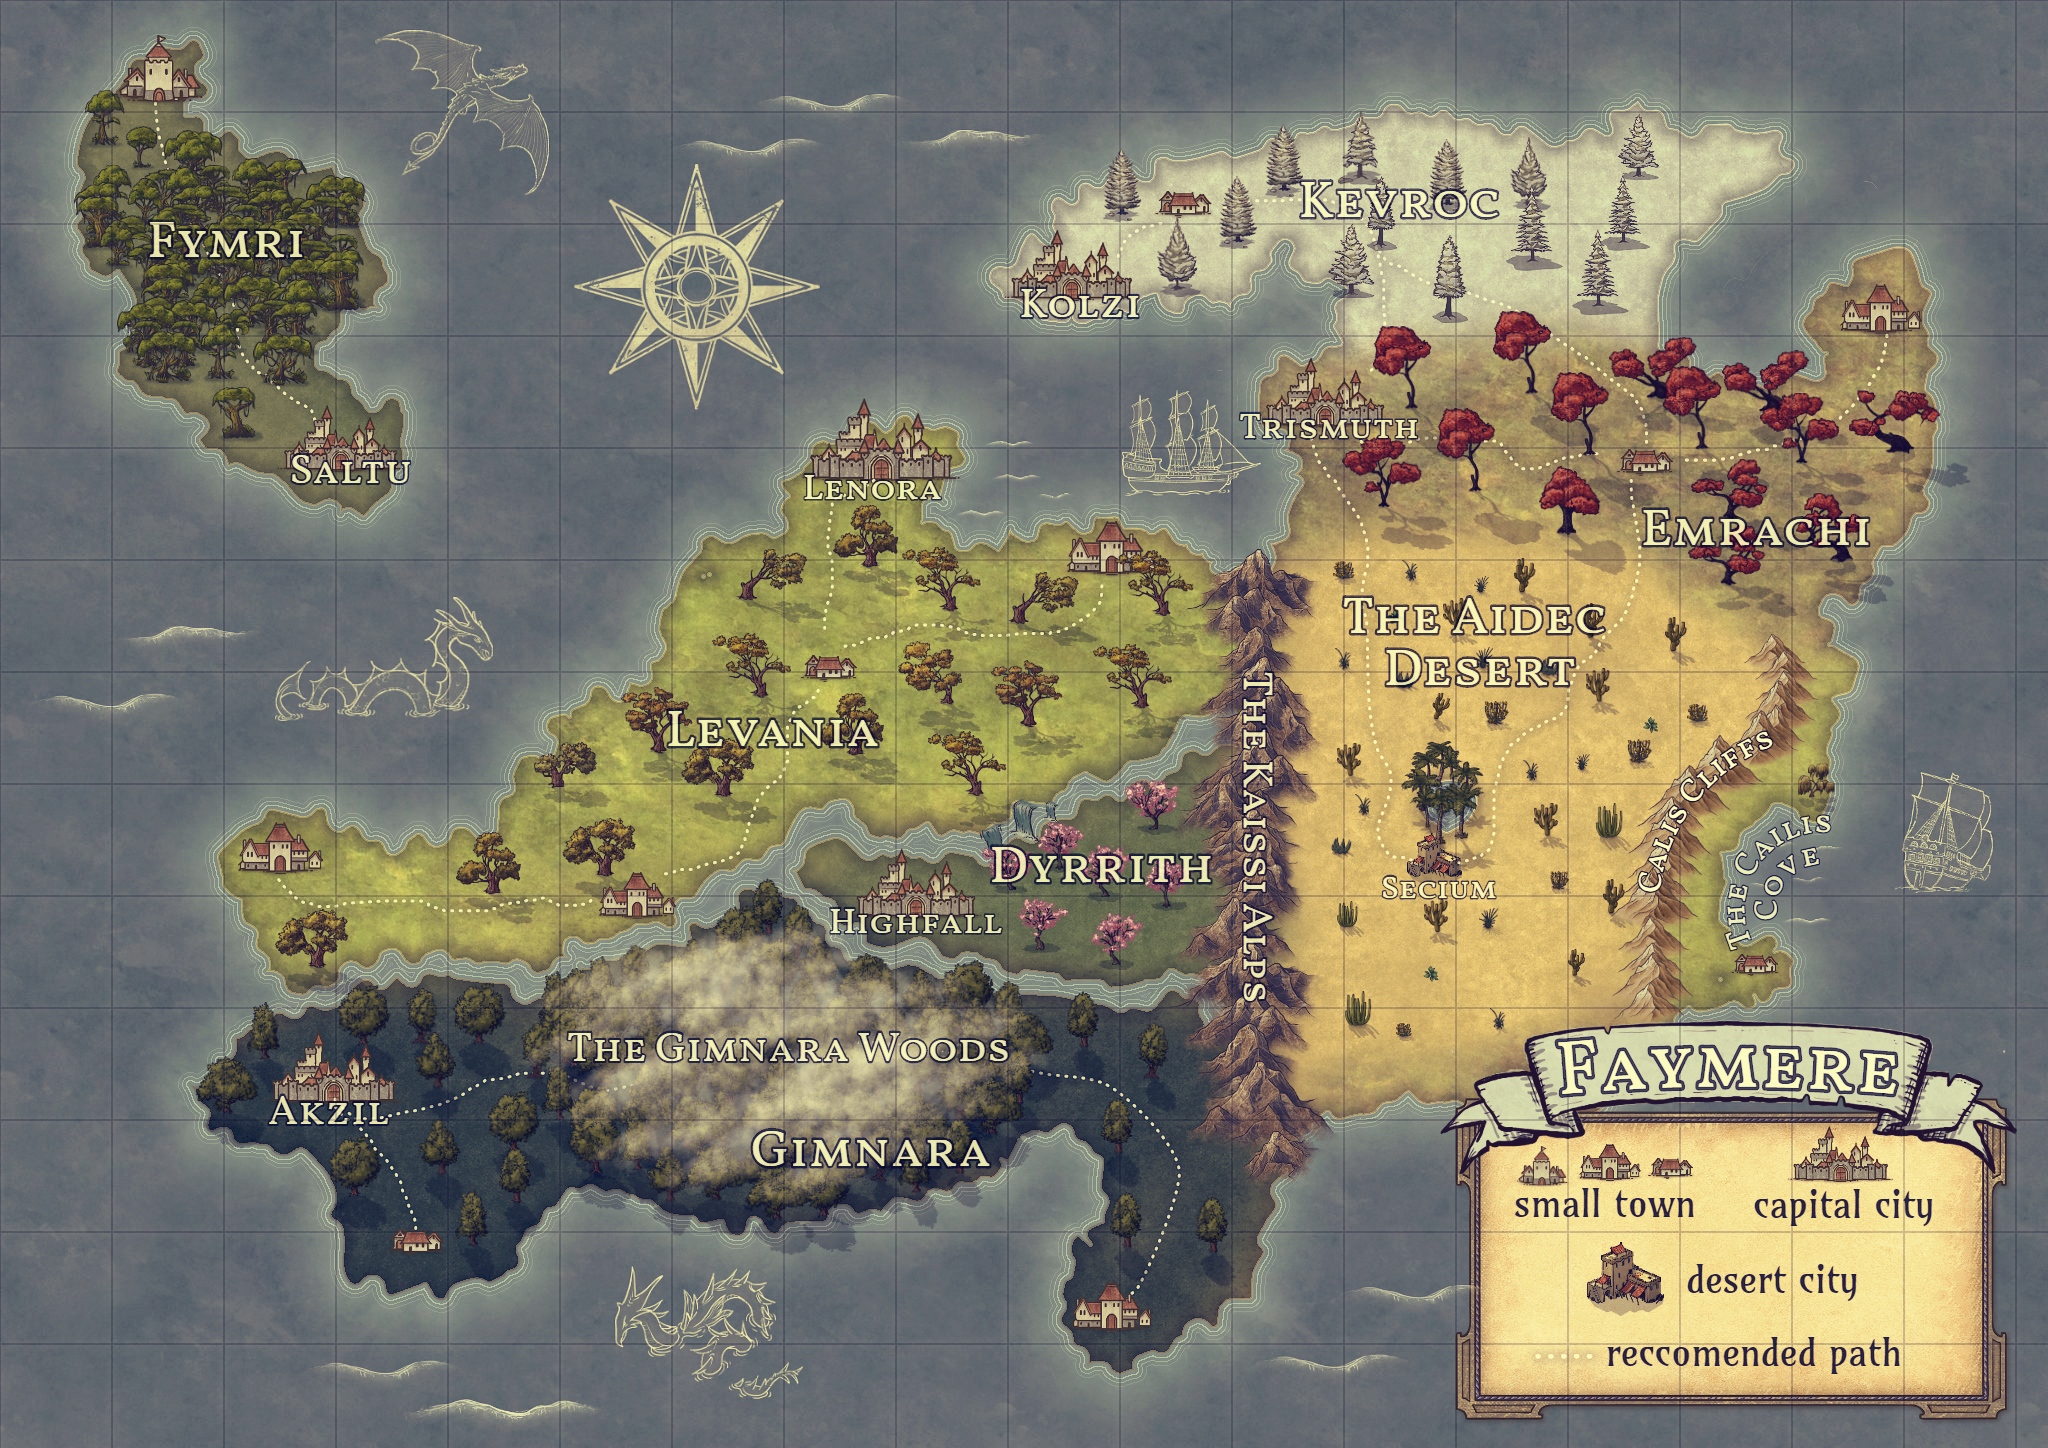 Fymri
Kevroc
Kolzi
Trismuth
Saltu
Lenora
Emrachi
The Aidec
Desert
Levania
The Kaissi Alps
Calis Cliffs
The Cailis
Cove
Dyrrith
Secium
Highfall
The Gimnara Woods
Akzil
Gimnara
Faymere
small town
capital city
desert city
reccomended path